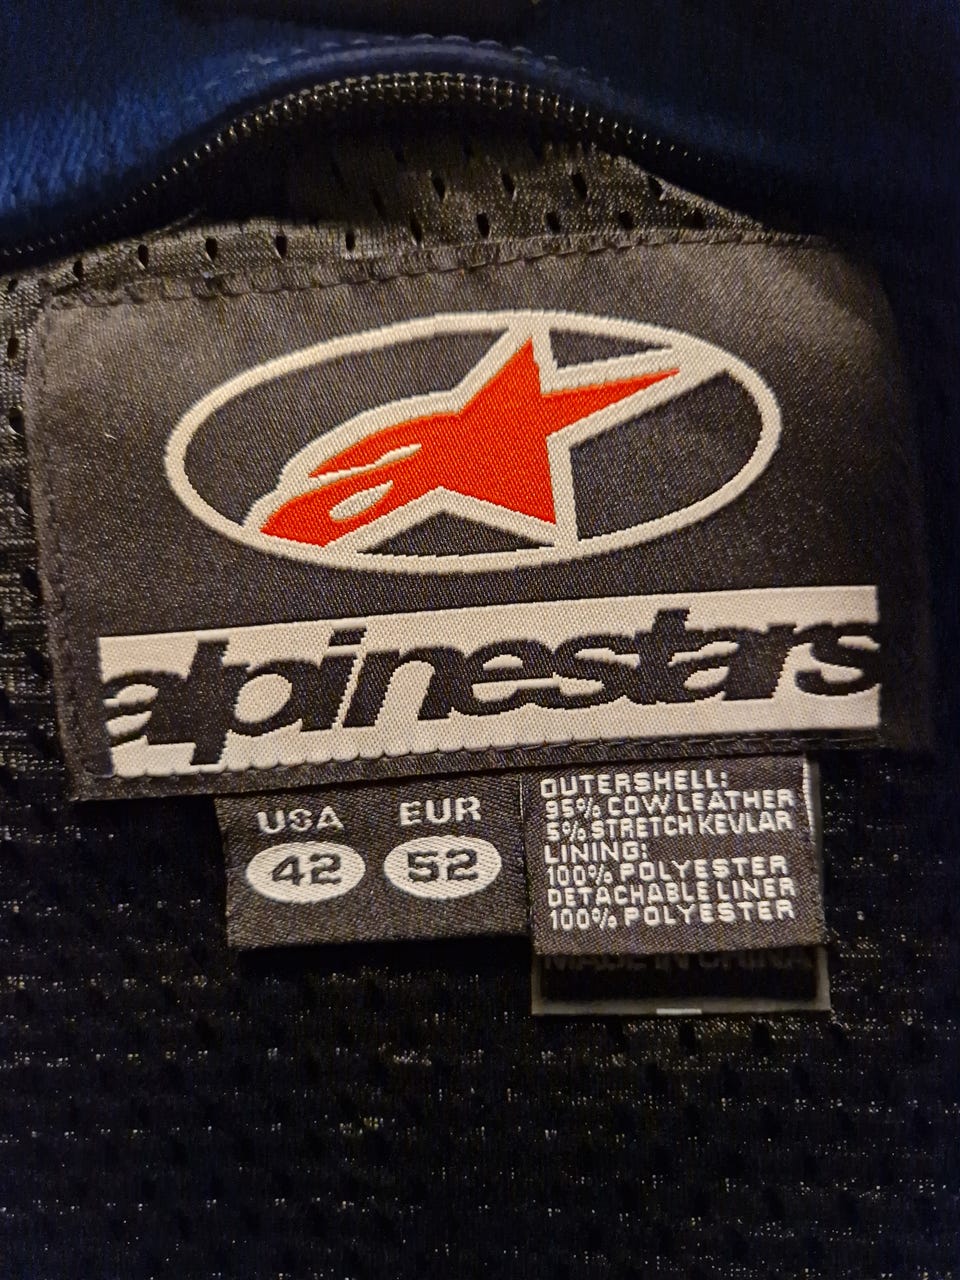 alpinestars
USA EUR
42 52
OUTERSHELL:
95% COW LEATHER
5% STRETCH KEVLAR
LINING:
100% POLYESTER
DETACHABLE LINER
100% POLYESTER
MADE IN CHINA